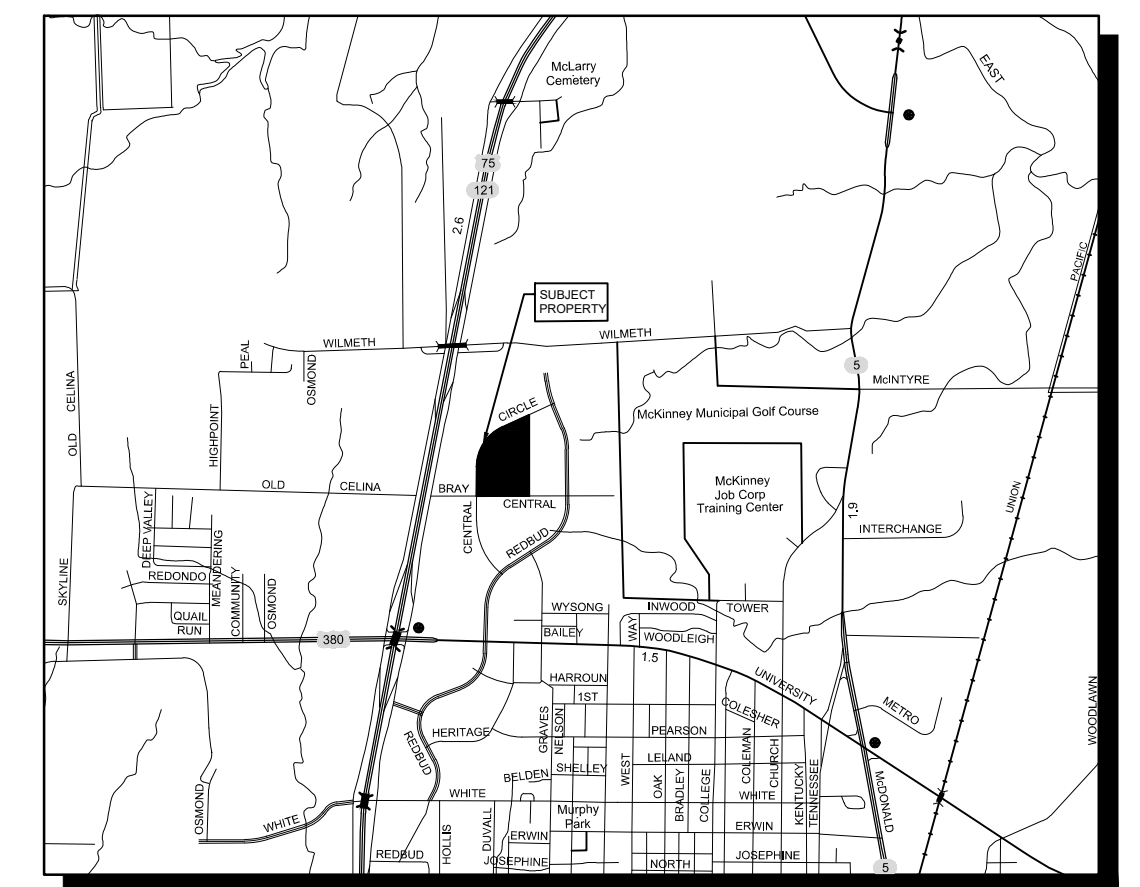 McLarry
Cemetery
EAST
75
121
2.6
PACIFIC
SUBJECT
PROPERTY
WILMETH
WILMETH
PEAL
OSMOND
5
McINTYRE
OLD CELINA
HIGHPOINT
CIRCLE
McKinney Municipal Golf Course
McKinney
Job Corp
Training Center
OLD CELINA
BRAY
CENTRAL
CENTRAL
UNION
1.9
INTERCHANGE
DEEP VALLEY
MEANDERING
REDBUD
SKYLINE
REDONDO
COMMUNITY
OSMOND
QUAIL
RUN
WYSONG
INWOOD
TOWER
BAILEY
WAY
WOODLEIGH
380
1.5
UNIVERSITY
HARROUN
1ST
COLESHER
METRO
WOODLAWN
GRAVES
NELSON
PEARSON
HERITAGE
REDBUD
LELAND
COLEMAN
CHURCH
SHELLEY
BELDEN
WEST
OAK
BRADLEY
COLLEGE
KENTUCKY
TENNESSEE
McDONALD
WHITE
WHITE
OSMOND
WHITE
Murphy
Park
HOLLIS
DUVALL
ERWIN
ERWIN
REDBUD
JOSEPHINE
NORTH
JOSEPHINE
5